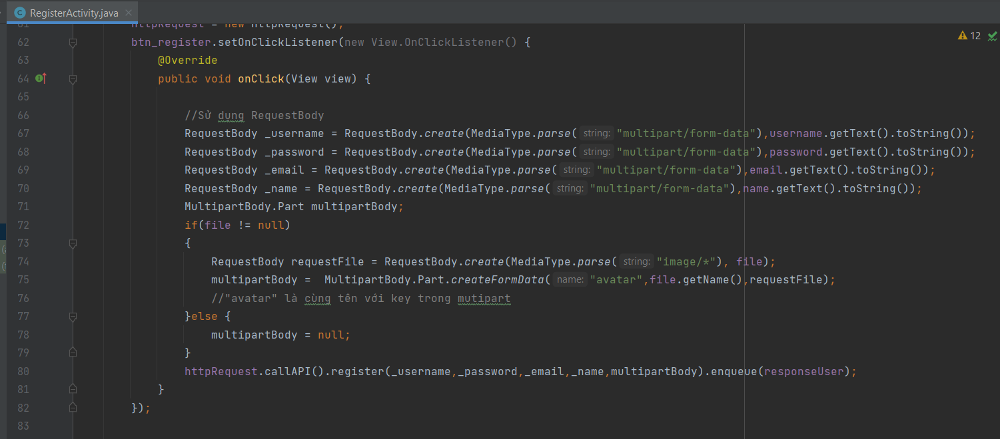 RegisterActivity.java
61 httpRequest = new HttpRequest();
12
62 btn_register.setOnClickListener(new View.OnClickListener() {
63 @Override
64 public void onClick(View view) {
65
66 //Sử dụng RequestBody
67 RequestBody _username = RequestBody.create(MediaType.parse( string: "multipart/form-data"),username.getText().toString());
68 RequestBody _password = RequestBody.create(MediaType.parse( string: "multipart/form-data"),password.getText().toString());
69 RequestBody _email = RequestBody.create(MediaType.parse( string: "multipart/form-data"),email.getText().toString());
70 RequestBody _name = RequestBody.create(MediaType.parse( string: "multipart/form-data"),name.getText().toString());
71 MultipartBody.Part multipartBody;
72 if(file != null)
73 {
74 RequestBody requestFile = RequestBody.create(MediaType.parse( string: "image/*"), file);
75 multipartBody = MultipartBody.Part.createFormData( name: "avatar",file.getName(),requestFile);
76 //"avatar" là cùng tên với key trong mutipart
77 }else {
78 multipartBody = null;
79 }
80 httpRequest.callAPI().register(_username,_password,_email,_name,multipartBody).enqueue(responseUser);
81 }
82 });
83